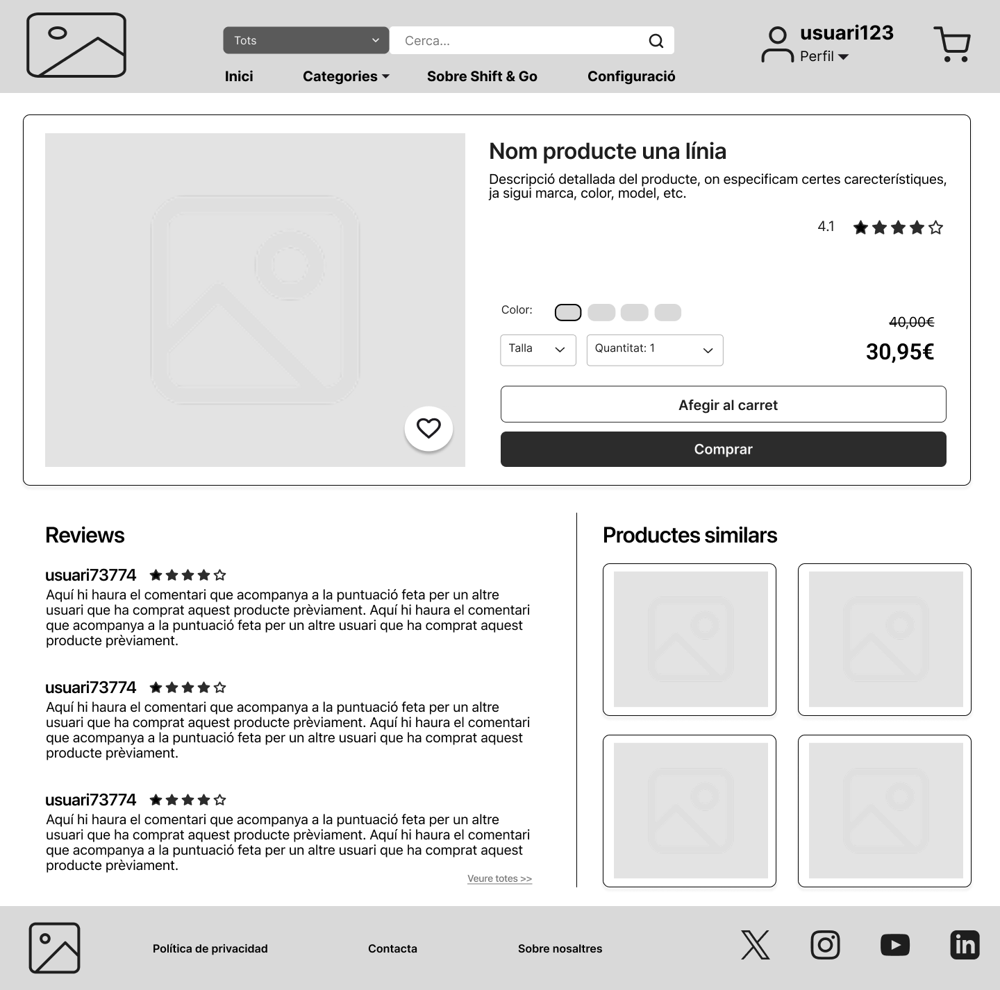 Tots
Cerca...
usuari123
Perfil
Inici
Categories
Sobre Shift & Go
Configuració
Nom producte una línia
Descripció detallada del producte, on especificam certes carecterístiques,
ja sigui marca, color, model, etc.
4.1
Color:
40,00€
Talla
Quantitat: 1
30,95€
Afegir al carret
Comprar
Reviews
usuari73774
Aquí hi haura el comentari que acompanya a la puntuació feta per un altre
usuari que ha comprat aquest producte prèviament. Aquí hi haura el comentari
que acompanya a la puntuació feta per un altre usuari que ha comprat aquest
producte prèviament.
usuari73774
Aquí hi haura el comentari que acompanya a la puntuació feta per un altre
usuari que ha comprat aquest producte prèviament. Aquí hi haura el comentari
que acompanya a la puntuació feta per un altre usuari que ha comprat aquest
producte prèviament.
usuari73774
Aquí hi haura el comentari que acompanya a la puntuació feta per un altre
usuari que ha comprat aquest producte prèviament. Aquí hi haura el comentari
que acompanya a la puntuació feta per un altre usuari que ha comprat aquest
producte prèviament.
Veure totes >>
Productes similars
Política de privacidad
Contacta
Sobre nosaltres
in